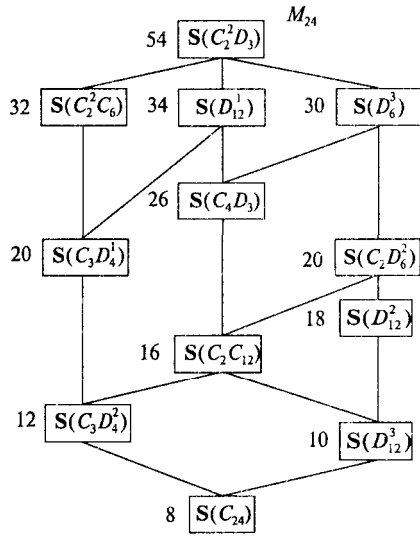 M_{24}
54 S(C_2^2 D_3)
32 S(C_2^2 C_6) 34 S(D_{12}^1) 30 S(D_6^3)
26 S(C_4 D_3)
20 S(C_3 D_4^1) 20 S(C_2 D_6^2)
18 S(D_{12}^2)
16 S(C_2 C_{12})
12 S(C_3 D_4^2) 10 S(D_{12}^3)
8 S(C_{24})